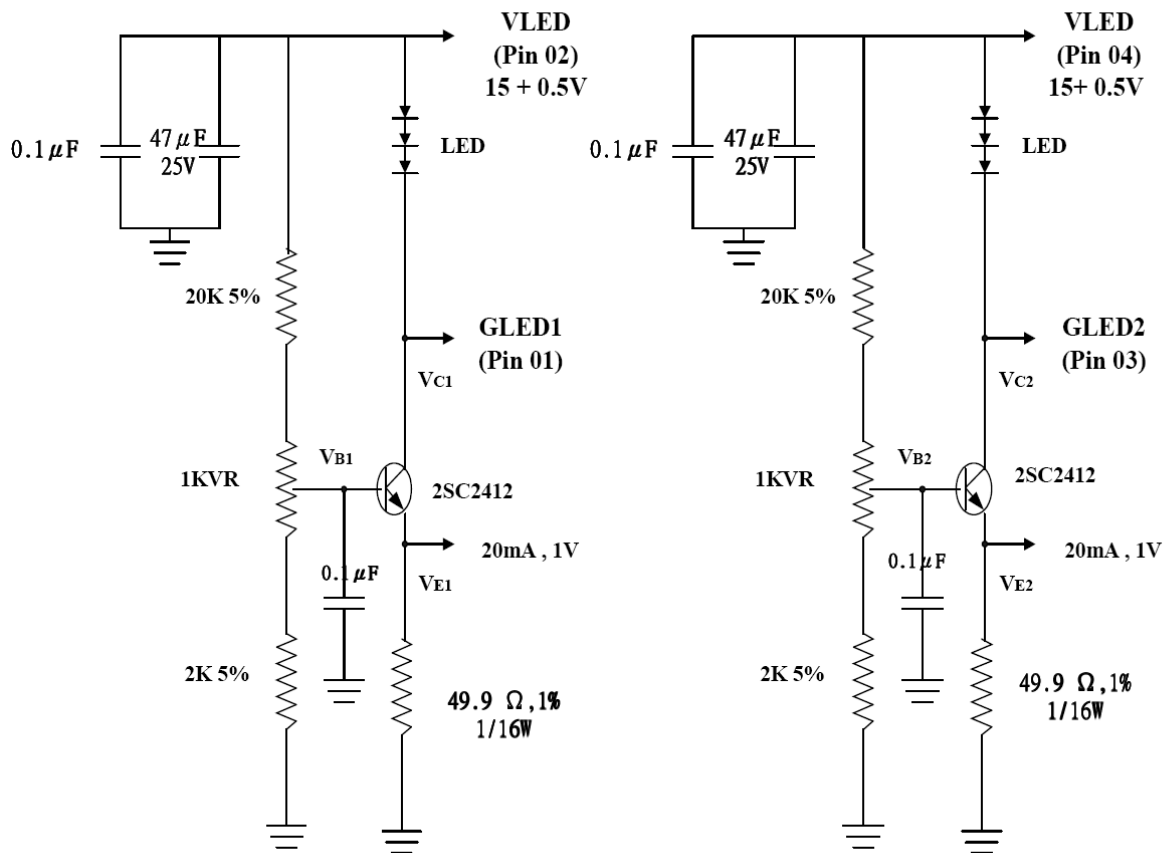 VLED
(Pin 02)
15 + 0.5V
0.1μF
47μF
25V
LED
20K 5%
GLED1
(Pin 01)
VC1
VB1
1KVR
2SC2412
20mA , 1V
0.1μF
VE1
2K 5%
49.9 Ω ,1%
1/16W
VLED
(Pin 04)
15+ 0.5V
0.1μF
47μF
25V
LED
20K 5%
GLED2
(Pin 03)
VC2
VB2
1KVR
2SC2412
20mA , 1V
0.1μF
VE2
2K 5%
49.9 Ω ,1%
1/16W